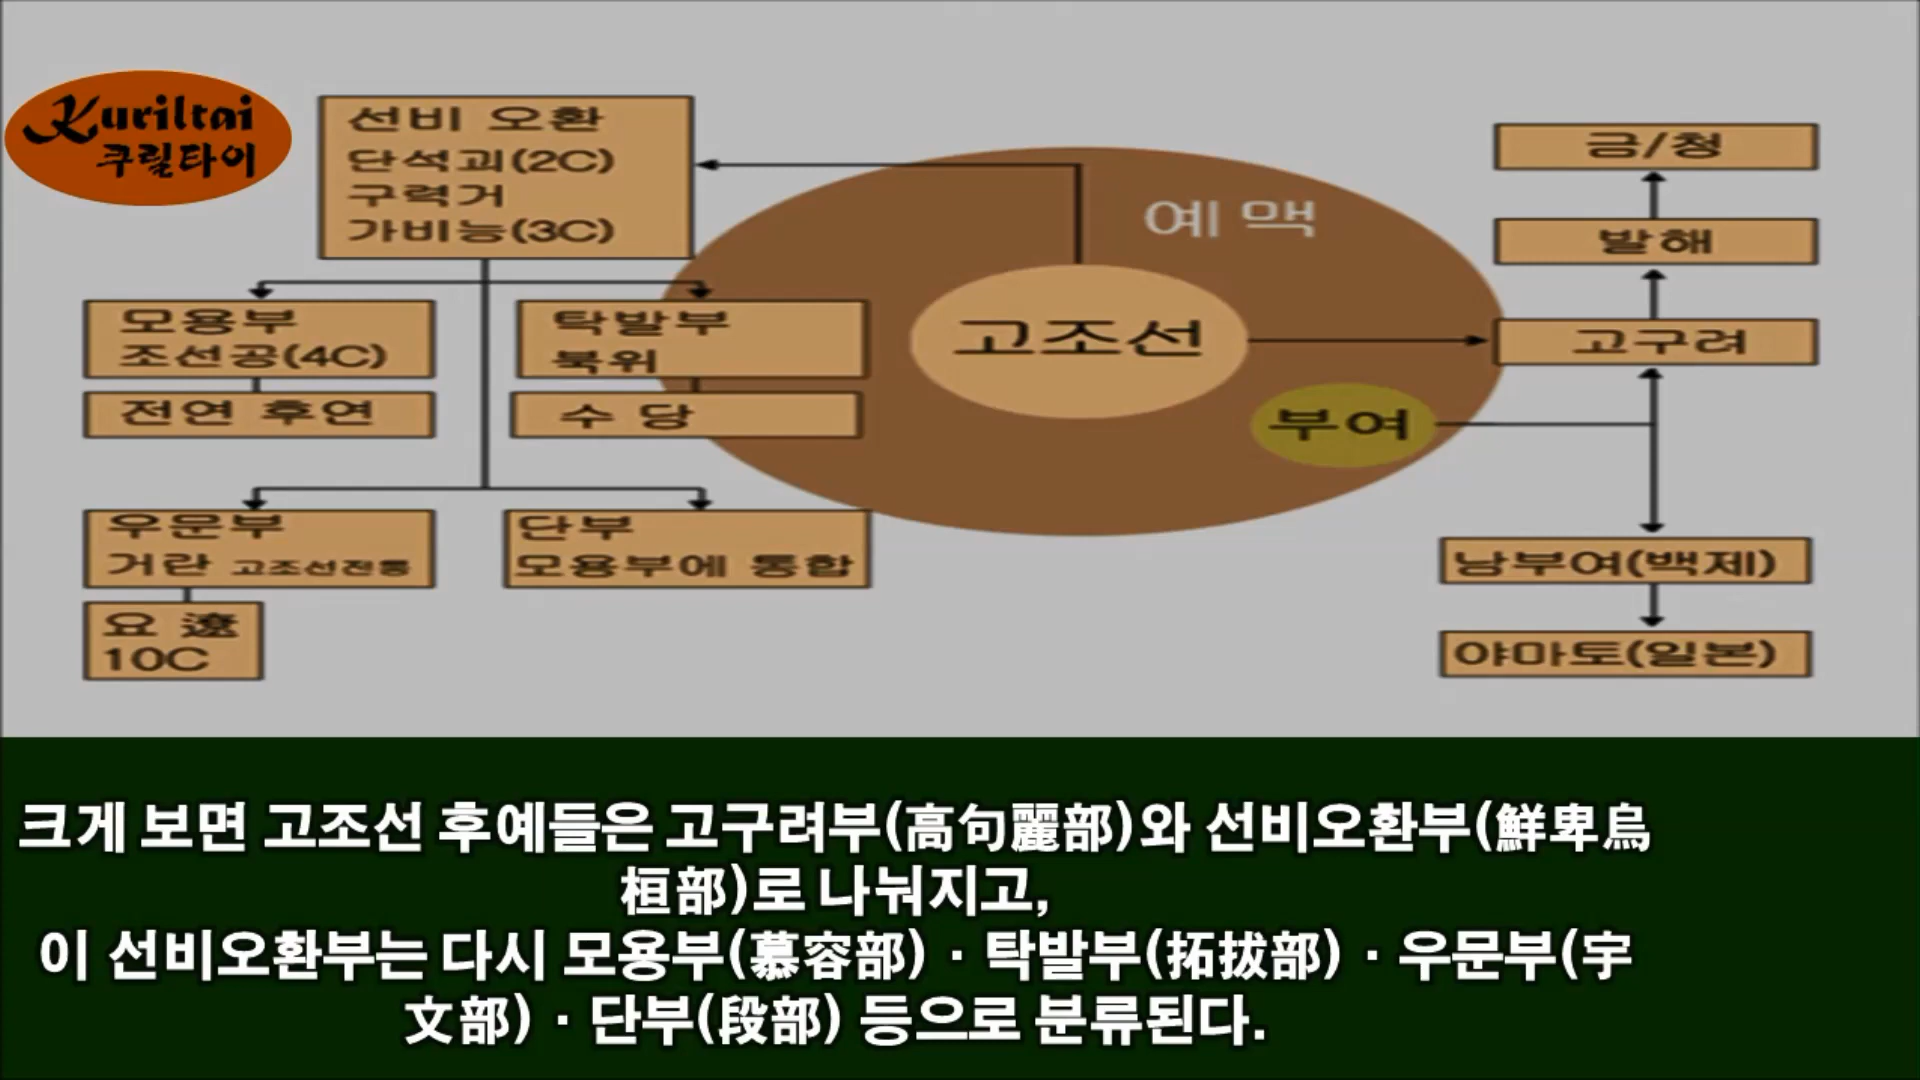 Kuriltai
쿠릴타이
선비 오환
단석괴(2C)
구력거
가비능(3C)
모용부
조선공(4C)
전연 후연
탁발부
북위
수 당
우문부
거란 고조선전통
요 遼
10C
단부
모용부에 통합
예 맥
고조선
부여
금/청
발해
고구려
남부여(백제)
야마토(일본)
크게 보면 고조선 후예들은 고구려부(高句麗部)와 선비오환부(鮮卑烏
桓部)로 나눠지고,
이 선비오환부는 다시 모용부(慕容部)·탁발부(拓拔部)·우문부(宇
文部)·단부(段部) 등으로 분류된다.